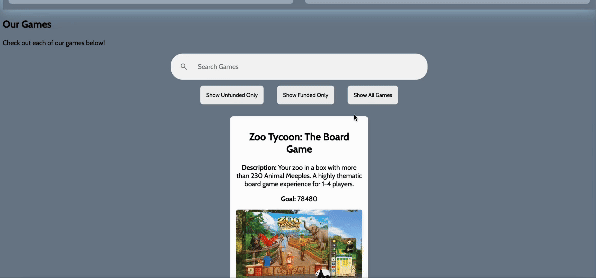 Our Games
Check out each of our games below!
Search Games
Show Unfunded Only
Show Funded Only
Show All Games
Zoo Tycoon: The Board
Game
Description: Your zoo in a box with more
than 230 Animal Meeples. A highly thematic
board game experience for 1-4 players.
Goal: 78480
ZOO